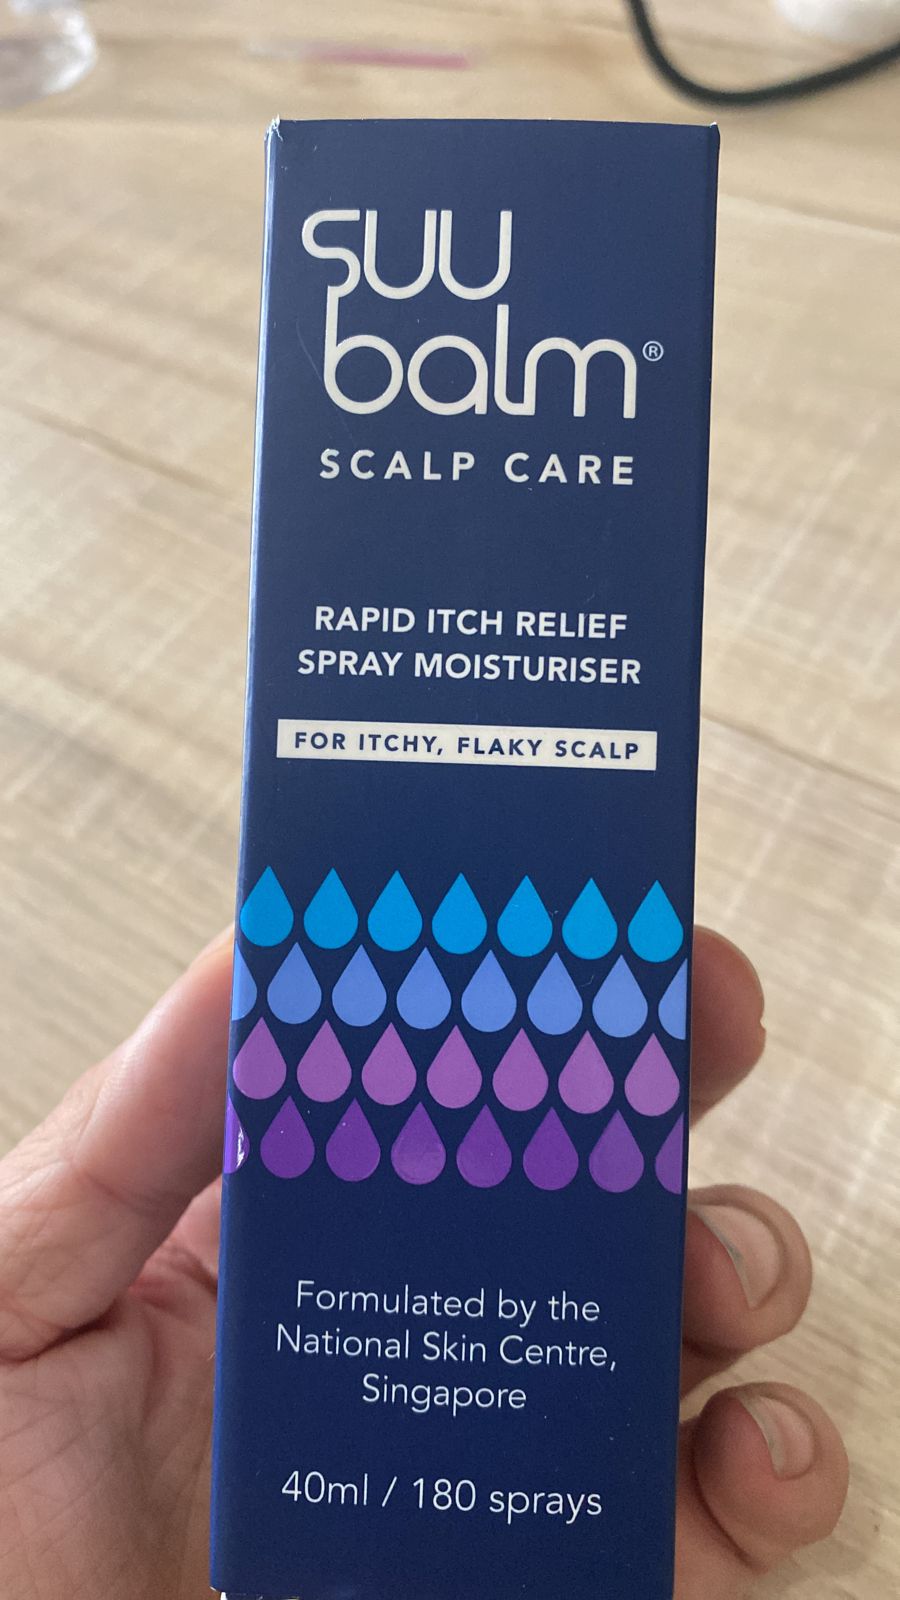 SUU
balm®
SCALP CARE
RAPID ITCH RELIEF
SPRAY MOISTURISER
FOR ITCHY, FLAKY SCALP
Formulated by the
National Skin Centre,
Singapore
40ml / 180 sprays